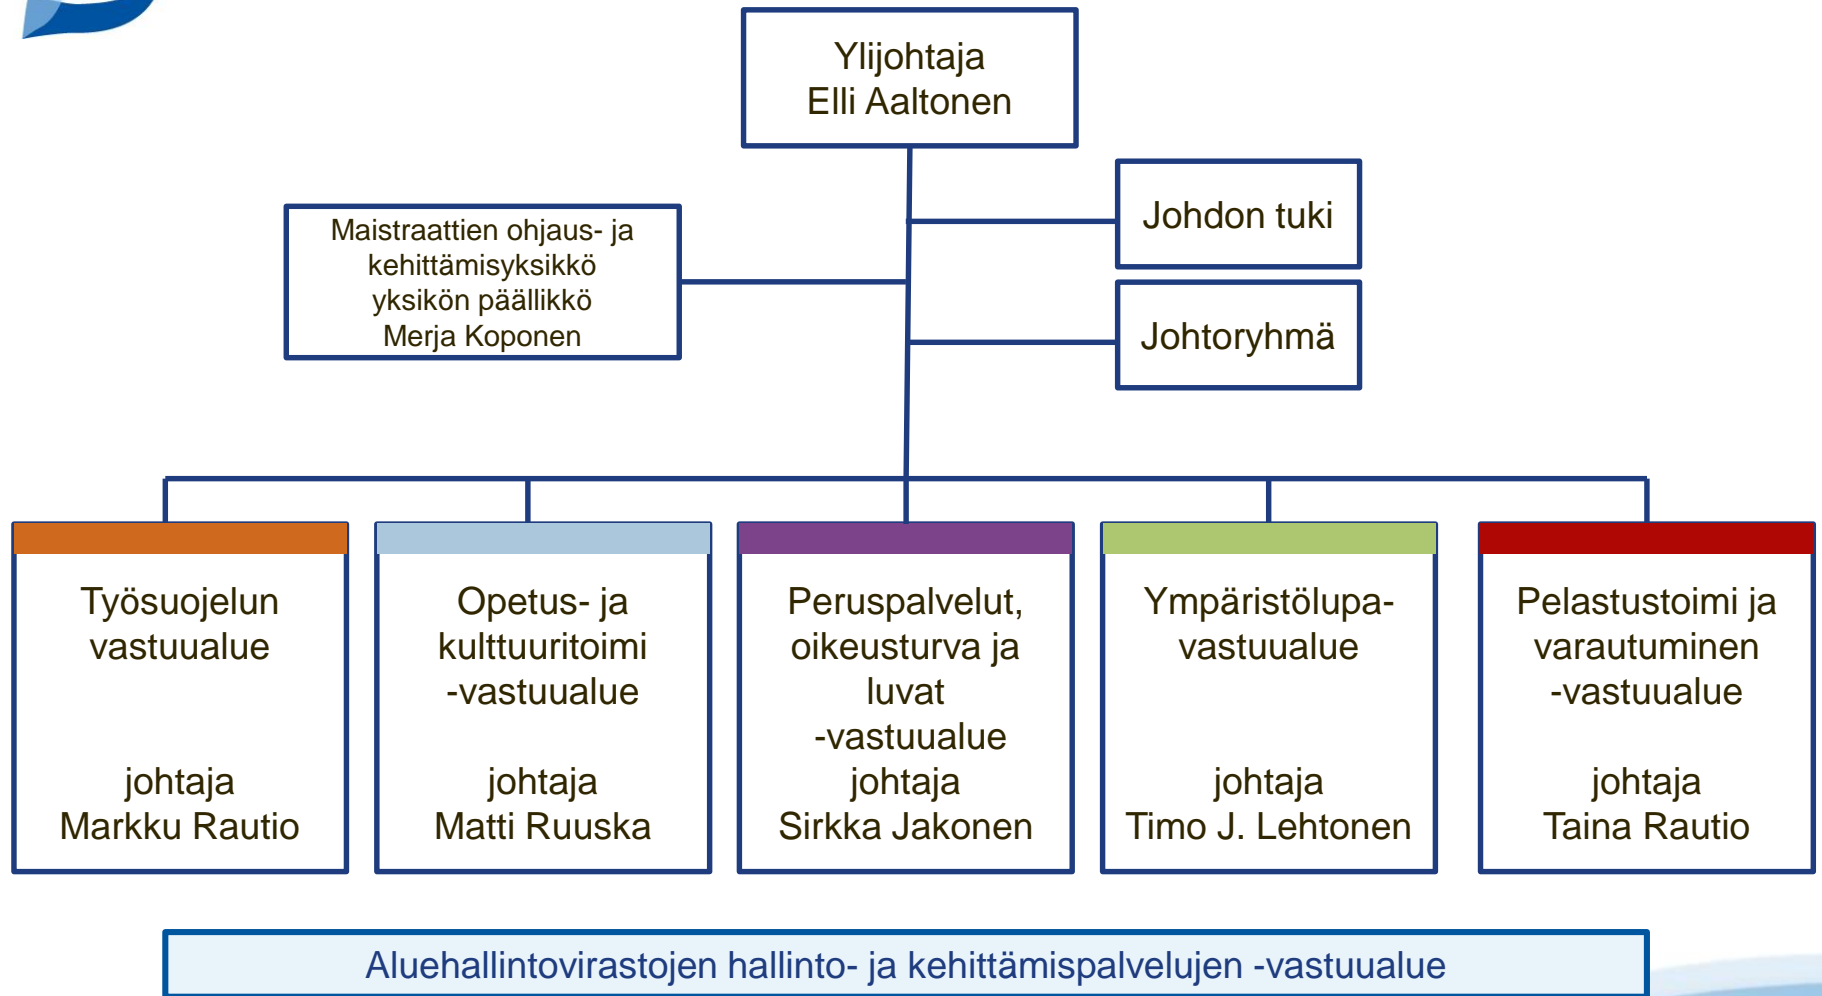 Ylijohtaja
Elli Aaltonen
Johdon tuki
Maistraattien ohjaus- ja
kehittämisyksikkö
yksikön päällikkö
Merja Koponen
Johtoryhmä
Työsuojelun
vastuualue
johtaja
Markku Rautio
Opetus- ja
kulttuuritoimi
-vastuualue
johtaja
Matti Ruuska
Peruspalvelut,
oikeusturva ja
luvat
-vastuualue
johtaja
Sirkka Jakonen
Ympäristölupa-
vastuualue
johtaja
Timo J. Lehtonen
Pelastustoimi ja
varautuminen
-vastuualue
johtaja
Taina Rautio
Aluehallintovirastojen hallinto- ja kehittämispalvelujen -vastuualue